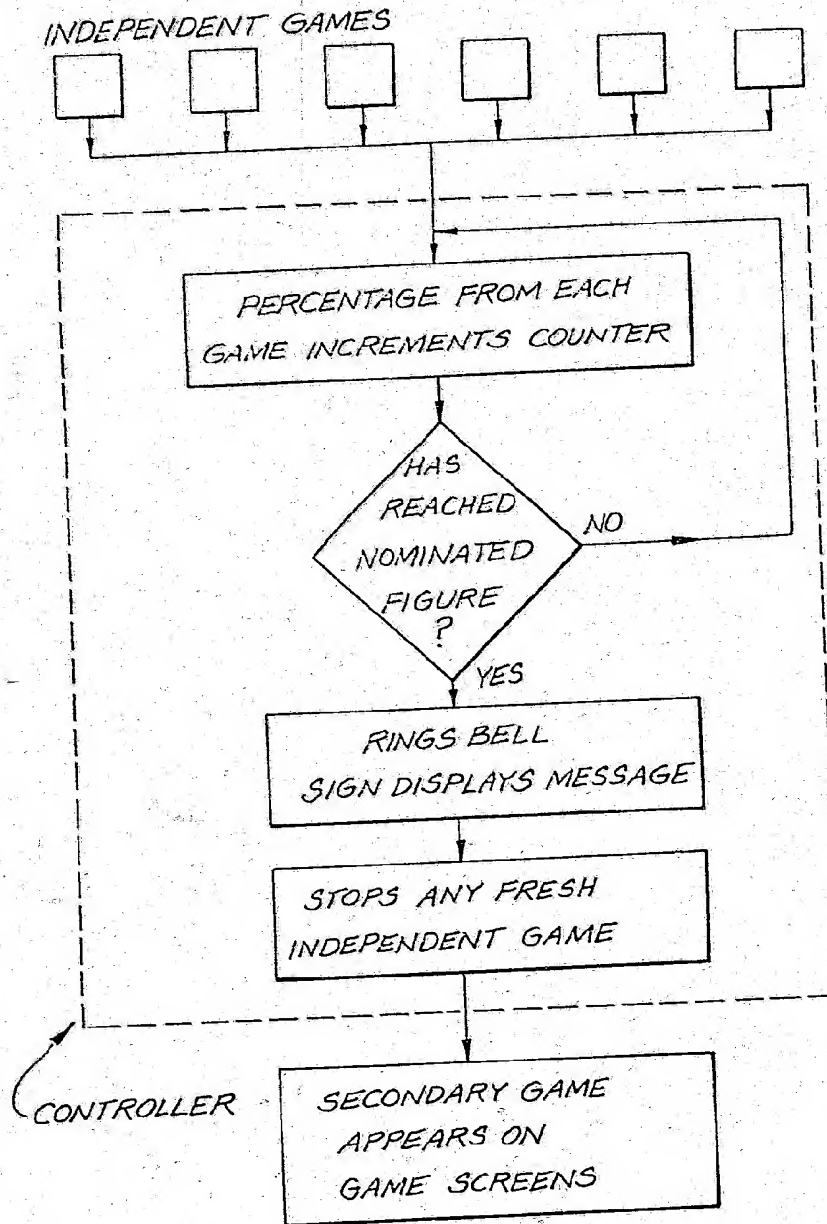 INDEPENDENT GAMES
PERCENTAGE FROM EACH
GAME INCREMENTS COUNTER
HAS
REACHED
NOMINATED
FIGURE
?
NO
YES
RINGS BELL
SIGN DISPLAYS MESSAGE
STOPS ANY FRESH
INDEPENDENT GAME
CONTROLLER
SECONDARY GAME
APPEARS ON
GAME SCREENS